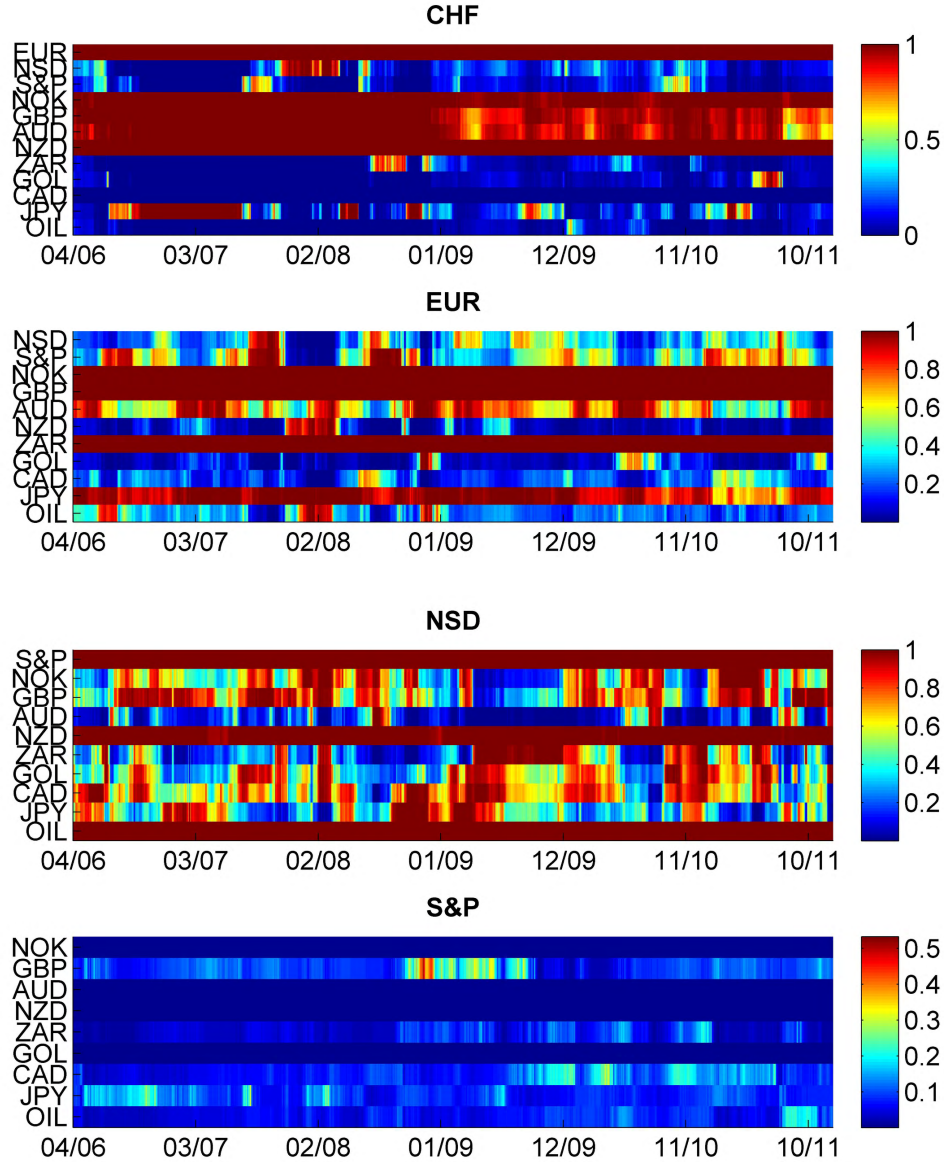 CHF
EUR
NSD
S&P
NOK
GBP
AUD
NZD
ZAR
GOL
CAD
JPY
OIL
04/06 03/07 02/08 01/09 12/09 11/10 10/11
1
0.5
0
EUR
NSD
S&P
NOK
GBP
AUD
NZD
ZAR
GOL
CAD
JPY
OIL
04/06 03/07 02/08 01/09 12/09 11/10 10/11
1
0.8
0.6
0.4
0.2
NSD
S&P
NOK
GBP
AUD
NZD
ZAR
GOL
CAD
JPY
OIL
04/06 03/07 02/08 01/09 12/09 11/10 10/11
1
0.8
0.6
0.4
0.2
S&P
NOK
GBP
AUD
NZD
ZAR
GOL
CAD
JPY
OIL
04/06 03/07 02/08 01/09 12/09 11/10 10/11
0.5
0.4
0.3
0.2
0.1